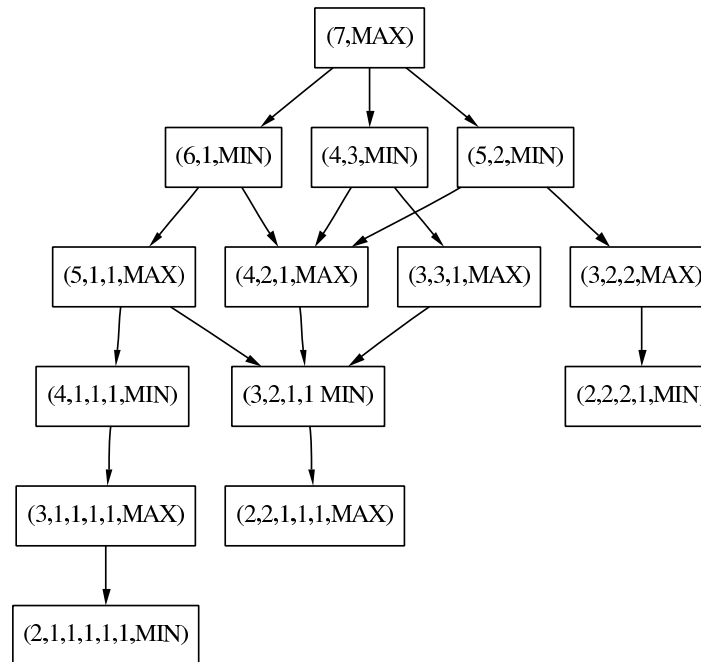 (7,MAX)
(6,1,MIN)
(4,3,MIN)
(5,2,MIN)
(5,1,1,MAX)
(4,2,1,MAX)
(3,3,1,MAX)
(3,2,2,MAX)
(4,1,1,1,MIN)
(3,2,1,1 MIN)
(2,2,2,1,MIN)
(3,1,1,1,1,MAX)
(2,2,1,1,1,MAX)
(2,1,1,1,1,1,MIN)